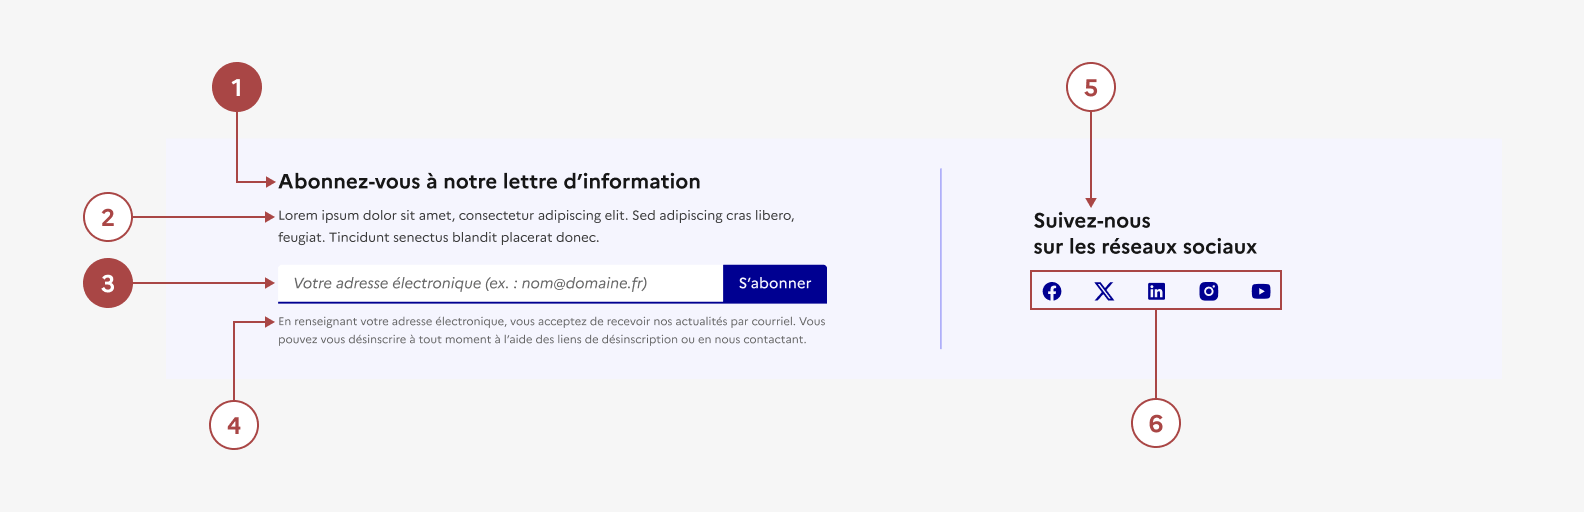 1
5
Abonnez-vous à notre lettre d’information
2
Lorem ipsum dolor sit amet, consectetur adipiscing elit. Sed adipiscing cras libero,
feugiat. Tincidunt senectus blandit placerat donec.
Suivez-nous
sur les réseaux sociaux
3
Votre adresse électronique (ex. : nom@domaine.fr)
S’abonner
En renseignant votre adresse électronique, vous acceptez de recevoir nos actualités par courriel. Vous
pouvez vous désinscrire à tout moment à l’aide des liens de désinscription ou en nous contactant.
4
6